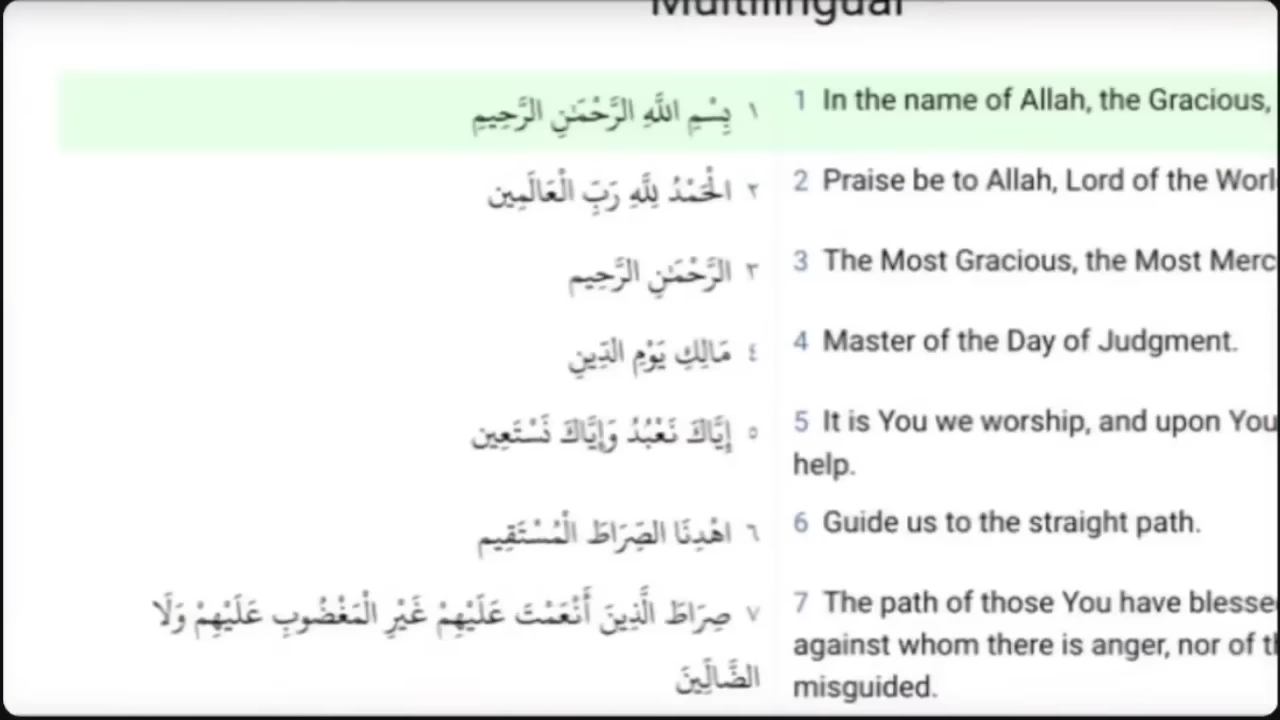 Multilingual
١ بِسْمِ اللَّهِ الرَّحْمَٰنِ الرَّحِيمِ
1 In the name of Allah, the Gracious,
٢ الْحَمْدُ لِلَّهِ رَبِّ الْعَالَمِين
2 Praise be to Allah, Lord of the Worl
٣ الرَّحْمَٰنِ الرَّحِيم
3 The Most Gracious, the Most Merc
٤ مَالِكِ يَوْمِ الدِّينِ
4 Master of the Day of Judgment.
٥ إِيَّاكَ نَعْبُدُ وَإِيَّاكَ نَسْتَعِين
5 It is You we worship, and upon You
help.
٦ اهْدِنَا الصِّرَاطَ الْمُسْتَقِيم
6 Guide us to the straight path.
٧ صِرَاطَ الَّذِينَ أَنْعَمْتَ عَلَيْهِمْ غَيْرِ الْمَغْضُوبِ عَلَيْهِمْ وَلَا
الضَّالِّينَ
7 The path of those You have blesse
against whom there is anger, nor of th
misguided.